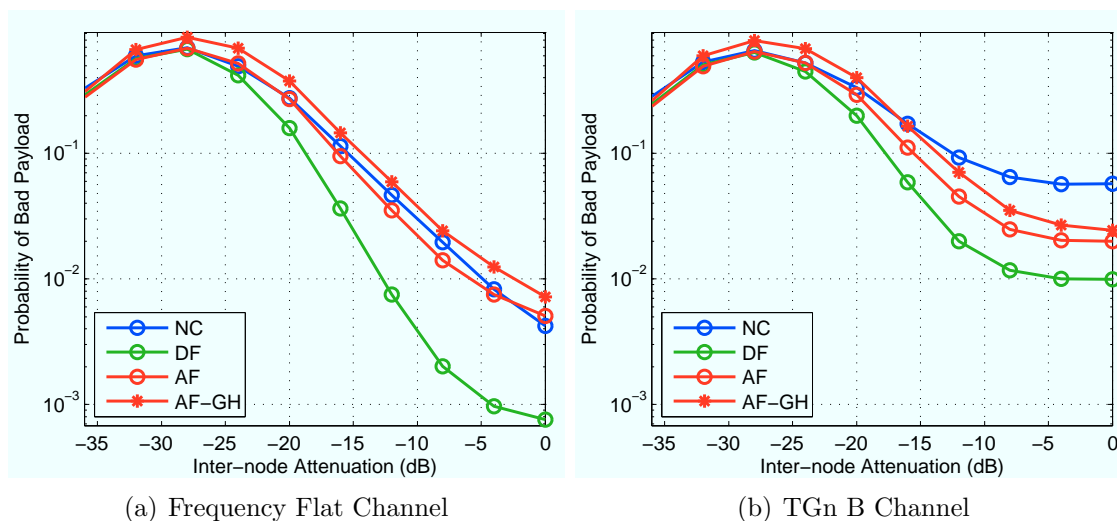 Probability of Bad Payload
10⁻¹
10⁻²
10⁻³
NC
DF
AF
AF−GH
−35 −30 −25 −20 −15 −10 −5 0
Inter−node Attenuation (dB)
(a) Frequency Flat Channel
Probability of Bad Payload
10⁻¹
10⁻²
10⁻³
NC
DF
AF
AF−GH
−35 −30 −25 −20 −15 −10 −5 0
Inter−node Attenuation (dB)
(b) TGn B Channel